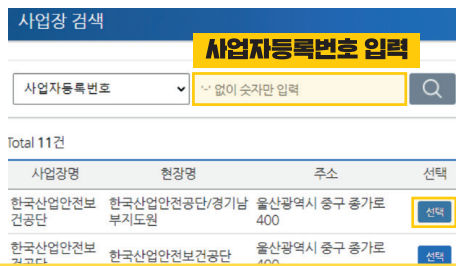 사업장 검색
사업자등록번호 입력
사업자등록번호
'-' 없이 숫자만 입력
Total 11건
사업장명 현장명 주소 선택
한국산업안전보 한국산업안전공단/경기남 울산광역시 중구 종가로
건공단 부지도원 400 선택
한국산업안전보 한국산업안전보건공단 울산광역시 중구 종가로
건공단 400 선택